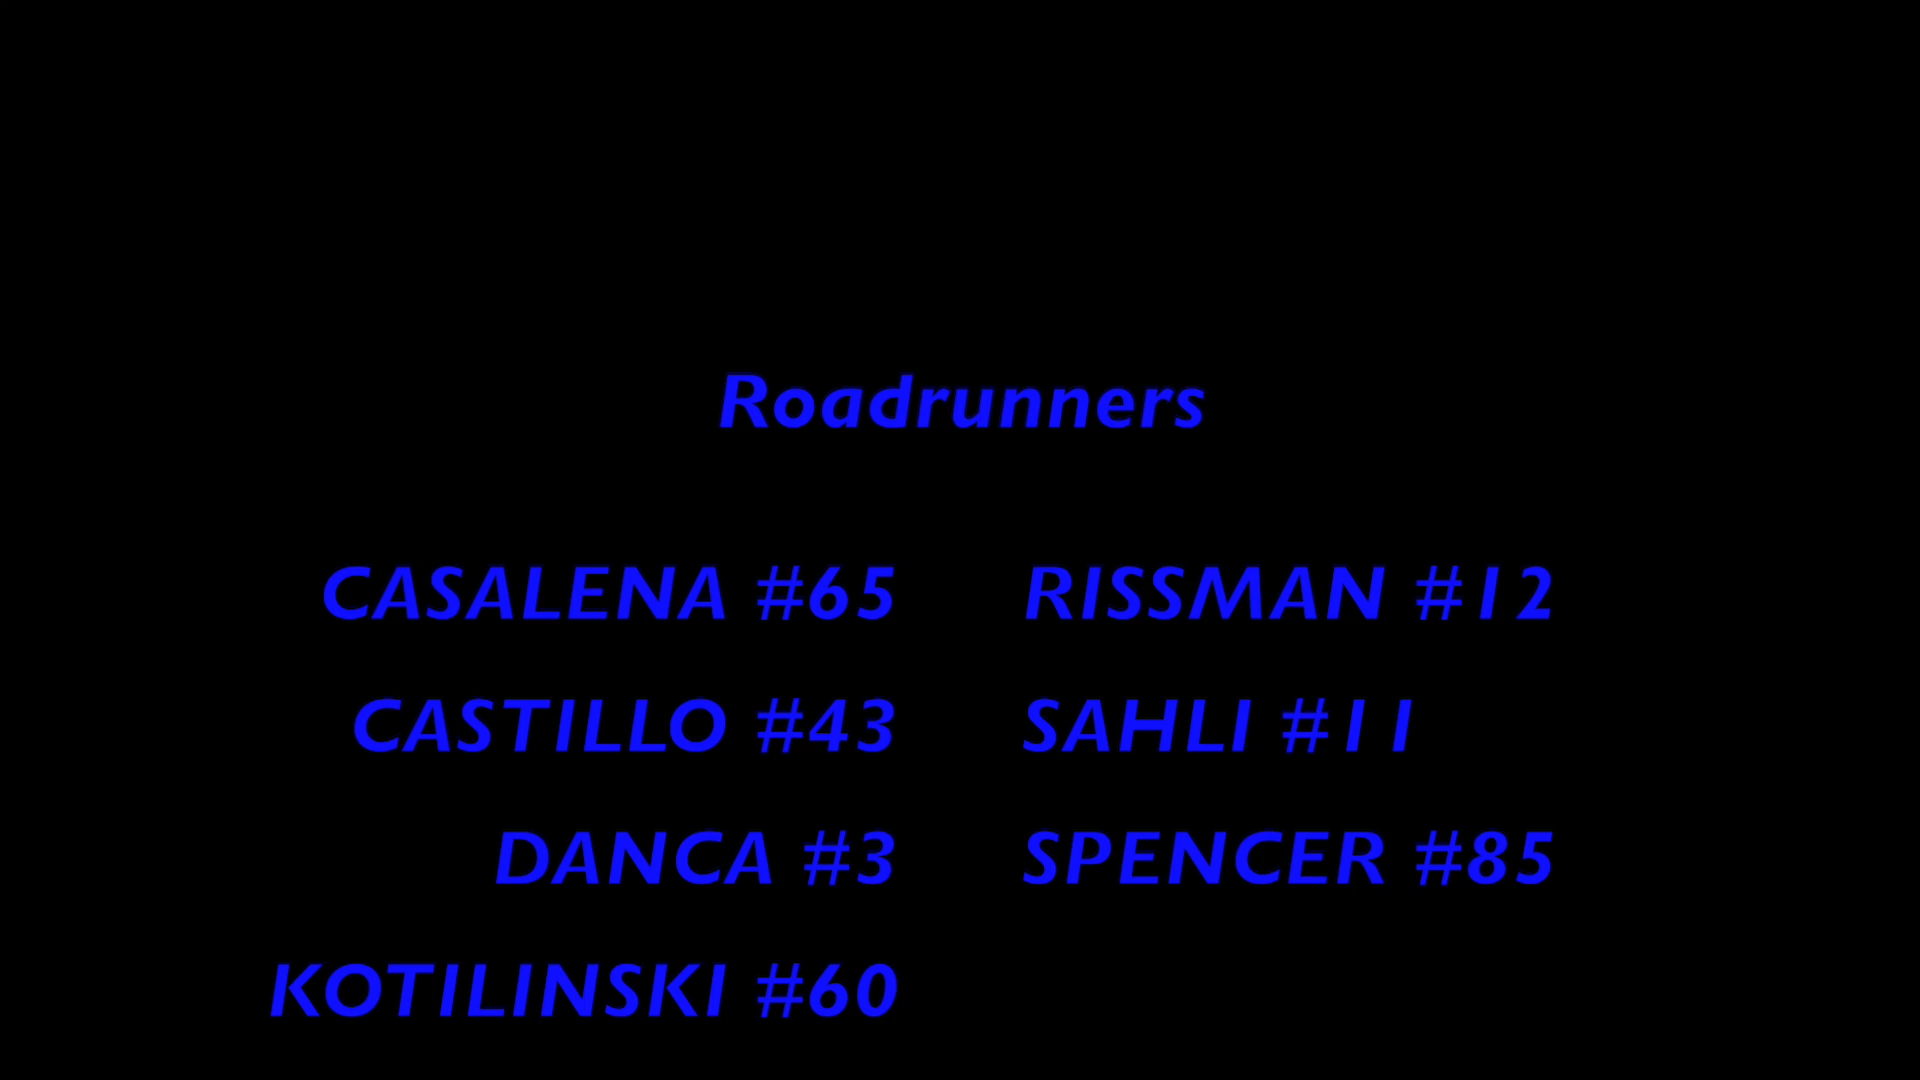 Roadrunners
CASALENA #65 RISSMAN #12
CASTILLO #43 SAHLI #11
DANCA #3 SPENCER #85
KOTILINSKI #60